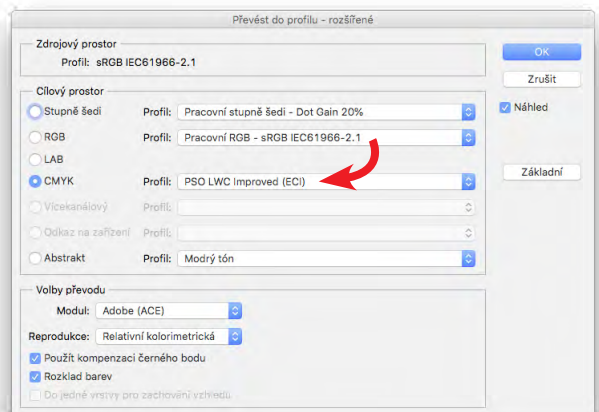 Převést do profilu - rozšířené
Zdrojový prostor
Profil: sRGB IEC61966-2.1
OK
Zrušit
Náhled
Základní
Cílový prostor
Stupně šedi Profil: Pracovní stupně šedi - Dot Gain 20%
RGB Profil: Pracovní RGB - sRGB IEC61966-2.1
LAB
CMYK Profil: PSO LWC Improved (ECI)
Vícekanálový Profil:
Odkaz na zařízení Profil:
Abstrakt Profil: Modrý tón
Volby převodu
Modul: Adobe (ACE)
Reprodukce: Relativní kolorimetrická
Použít kompenzaci černého bodu
Rozklad barev
Do jedné vrstvy pro zachování vzhledu